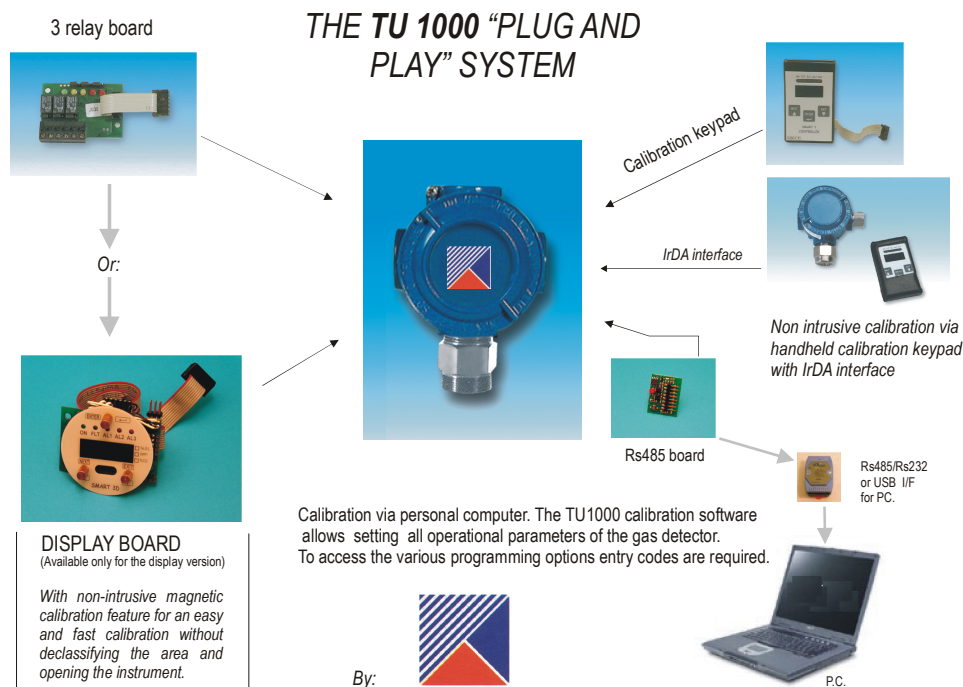 THE TU 1000 “PLUG AND
PLAY” SYSTEM
3 relay board
Or:
ON FLT AL1 AL2 AL3
SMART 3D
DISPLAY BOARD
(Available only for the display version)
With non-intrusive magnetic
calibration feature for an easy
and fast calibration without
declassifying the area and
opening the instrument.
Calibration keypad
IrDA interface
Non intrusive calibration via
handheld calibration keypad
with IrDA interface
Rs485 board
Rs485/Rs232
or USB I/F
for PC.
Calibration via personal computer. The TU1000 calibration software
allows setting all operational parameters of the gas detector.
To access the various programming options entry codes are required.
By:
P.C.